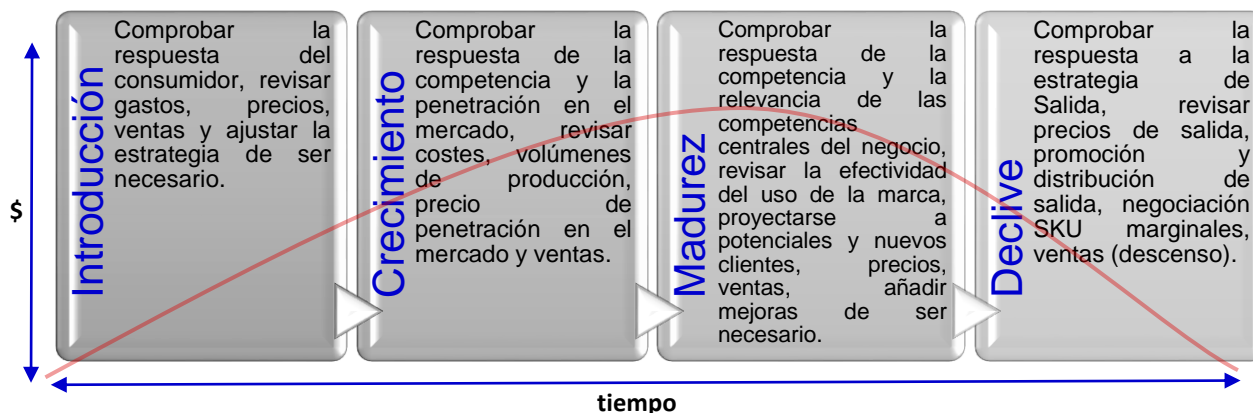 Introducción
Comprobar la
respuesta del
consumidor, revisar
gastos, precios,
ventas y ajustar la
estrategia de ser
necesario.
Crecimiento
Comprobar la
respuesta de la
competencia y la
penetración en el
mercado, revisar
costes, volúmenes
de producción,
precio de
penetración en el
mercado y ventas.
Madurez
Comprobar la
respuesta de la
competencia y la
relevancia de las
competencias
centrales del negocio,
revisar la efectividad
del uso de la marca,
proyectarse a
potenciales y nuevos
clientes, precios,
ventas, añadir
mejoras de ser
necesario.
Declive
Comprobar la
respuesta a la
estrategia de
Salida, revisar
precios de salida,
promoción y
distribución de
salida, negociación
SKU marginales,
ventas (descenso).
$
tiempo